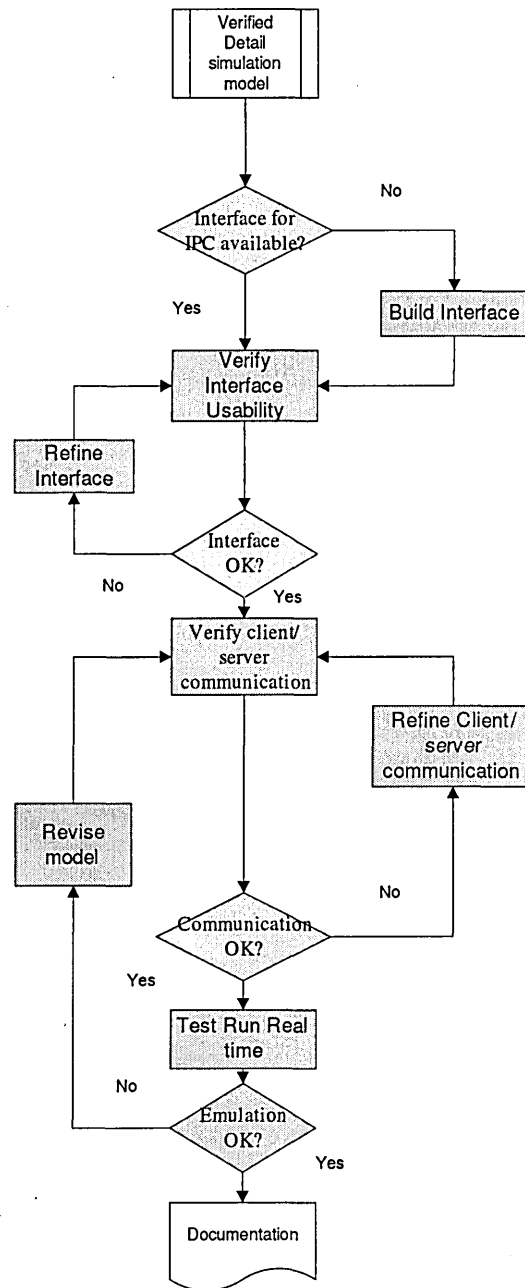 Verified
Detail
simulation
model
No
Interface for
IPC available?
Yes
Build Interface
Verify
Interface
Usability
Refine
Interface
Interface
OK?
No
Yes
Verify client/
server
communication
Refine Client/
server
communication
Revise
model
No
Communication
OK?
Yes
Test Run Real
time
No
Emulation
OK?
Yes
Documentation